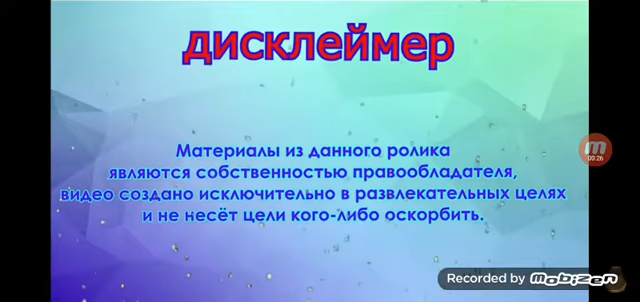 дисклеймер
Материалы из данного ролика
являются собственностью правообладателя,
видео создано исключительно в развлекательных целях
и не несёт цели кого-либо оскорбить.
00:26
Recorded by mobizen